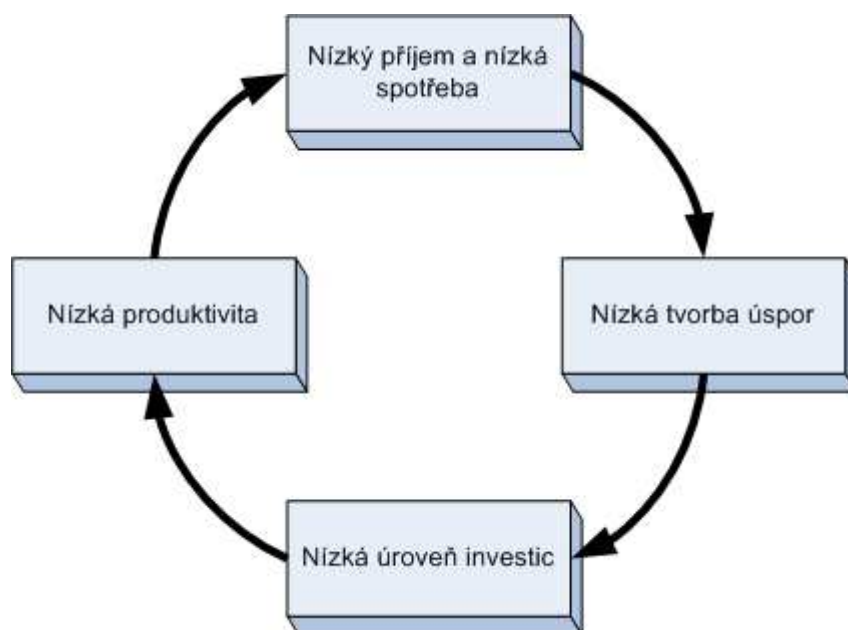 Nízký příjem a nízká
spotřeba
Nízká produktivita
Nízká tvorba úspor
Nízká úroveň investic